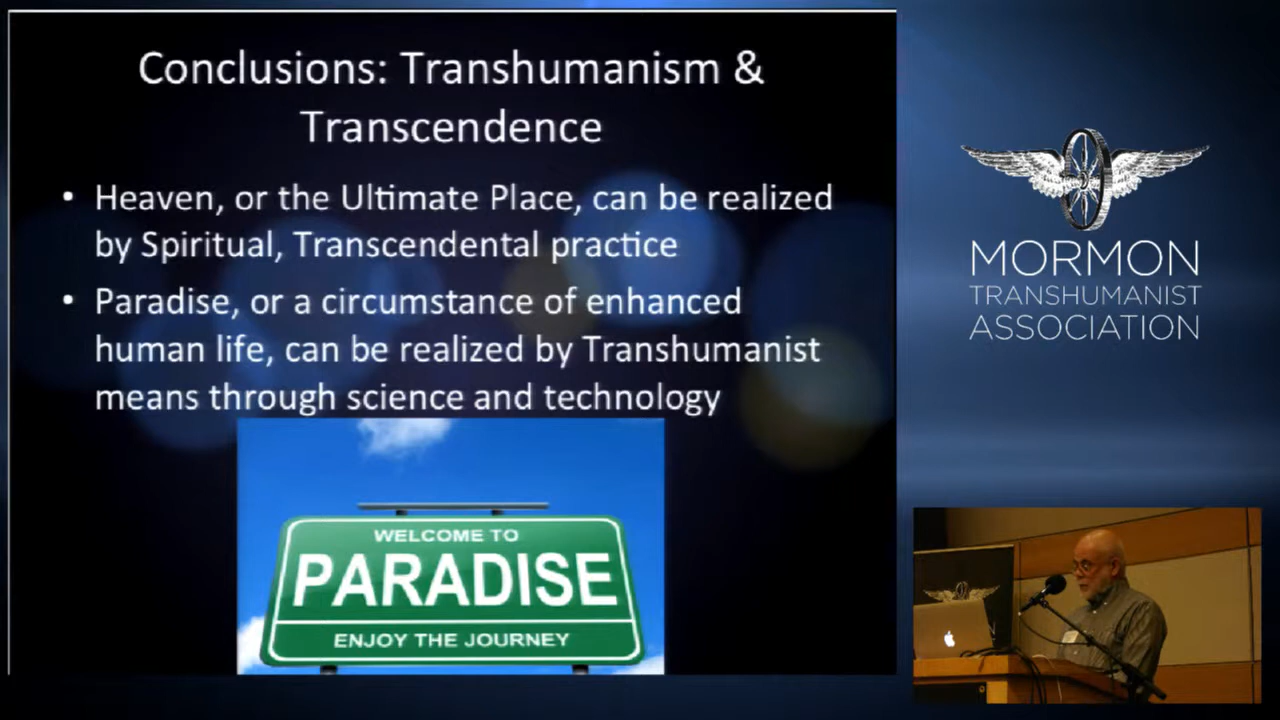 Conclusions: Transhumanism &
Transcendence
• Heaven, or the Ultimate Place, can be realized
by Spiritual, Transcendental practice
• Paradise, or a circumstance of enhanced
human life, can be realized by Transhumanist
means through science and technology
WELCOME TO
PARADISE
ENJOY THE JOURNEY
MORMON
TRANSHUMANIST
ASSOCIATION